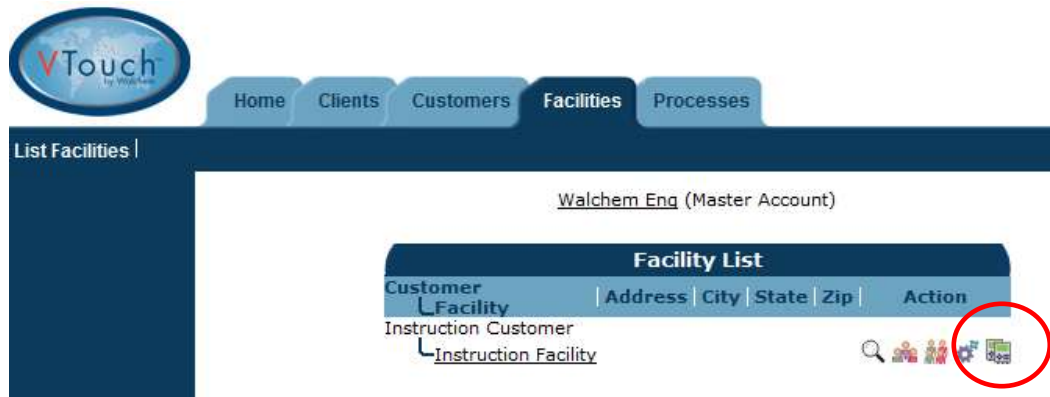 VTouch
by Walchem
Home Clients Customers Facilities Processes
List Facilities
Walchem Eng (Master Account)
Facility List
Customer
Facility Address City State Zip Action
Instruction Customer
Instruction Facility